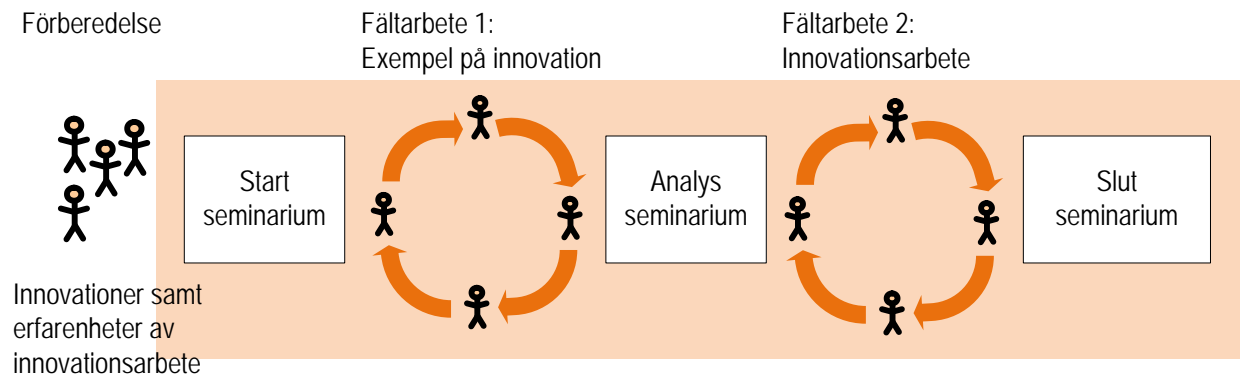 Förberedelse
Fältarbete 1:
Exempel på innovation
Fältarbete 2:
Innovationsarbete
Start
seminarium
Analys
seminarium
Slut
seminarium
Innovationer samt
erfarenheter av
innovationsarbete